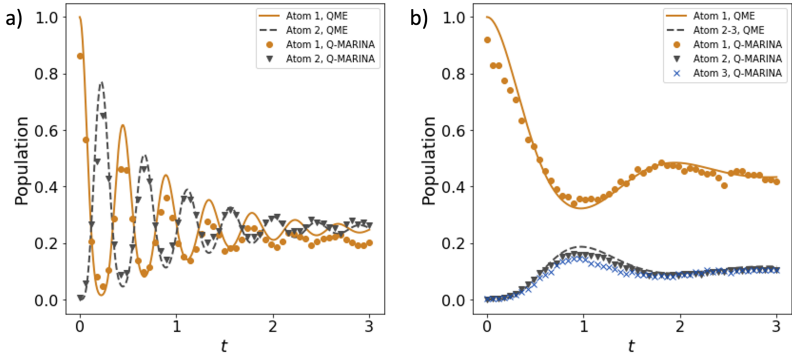 a)
Population
1.0
0.8
0.6
0.4
0.2
0.0
0
1
2
3
t
Atom 1, QME
Atom 2, QME
Atom 1, Q-MARINA
Atom 2, Q-MARINA
b)
Population
1.0
0.8
0.6
0.4
0.2
0.0
0
1
2
3
t
Atom 1, QME
Atom 2-3, QME
Atom 1, Q-MARINA
Atom 2, Q-MARINA
Atom 3, Q-MARINA